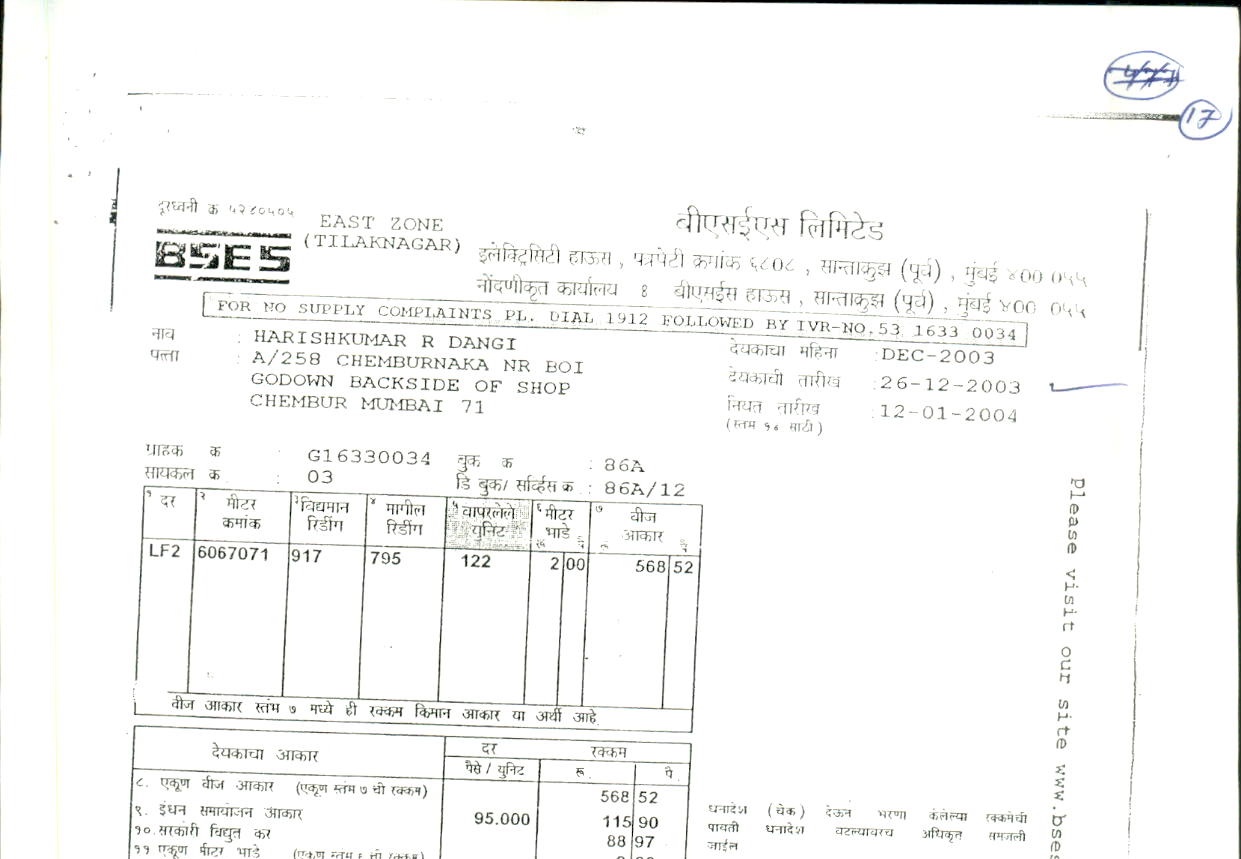 17
दूरध्वनी क्र ५२८०५०५
BSES
EAST ZONE
(TILAKNAGAR)
बीएसईएस लिमिटेड
इलेक्ट्रिसिटी हाऊस , पत्रपेटी क्रमांक ६८०८ , सान्ताक्रुझ (पूर्व) , मुंबई ४०० ०५५
नोंदणीकृत कार्यालय : बीएसईस हाऊस , सान्ताक्रुझ (पूर्व) , मुंबई ४०० ०५५
FOR NO SUPPLY COMPLAINTS PL. DIAL 1912 FOLLOWED BY IVR-NO.53 1633 0034
नाव : HARISHKUMAR R DANGI
पत्ता : A/258 CHEMBURNAKA NR BOI
GODOWN BACKSIDE OF SHOP
CHEMBUR MUMBAI 71
देयकाचा महिना :DEC-2003
देयकाची तारीख :26-12-2003
नियत तारीख :12-01-2004
(स्तंभ १६ साठी)
ग्राहक क्र : G16330034 बुक क्र : 86A
सायकल क्र. : 03 डि बुक/ सर्व्हिस क्र : 86A/12
१ दर २ मीटर क्रमांक ३ विद्यमान रिडींग ४ मागील रिडींग ५ वापरलेले युनिट ६ मीटर भाडे ७ वीज आकार
LF2 6067071 917 795 122 2 00 568 52
वीज आकार स्तंभ ७ मध्ये ही रक्कम किमान आकार या अर्थी आहे.
देयकाचा आकार दर रक्कम
पैसे / युनिट रू. पै.
८. एकूण वीज आकार (एकूण स्तंभ ७ ची रक्कम) 568 52
९. इंधन समायोजन आकार 95.000 115 90
१०. सरकारी विद्युत कर 88 97
११ एकूण मीटर भाडे (एकूण स्तंभ ६ ची रक्कम)
धनादेश (चेक) देऊन भरणा केलेल्या रक्कमेची
पावती धनादेश वटल्यावरच अधिकृत समजली
जाईल
Please visit our site www.bses